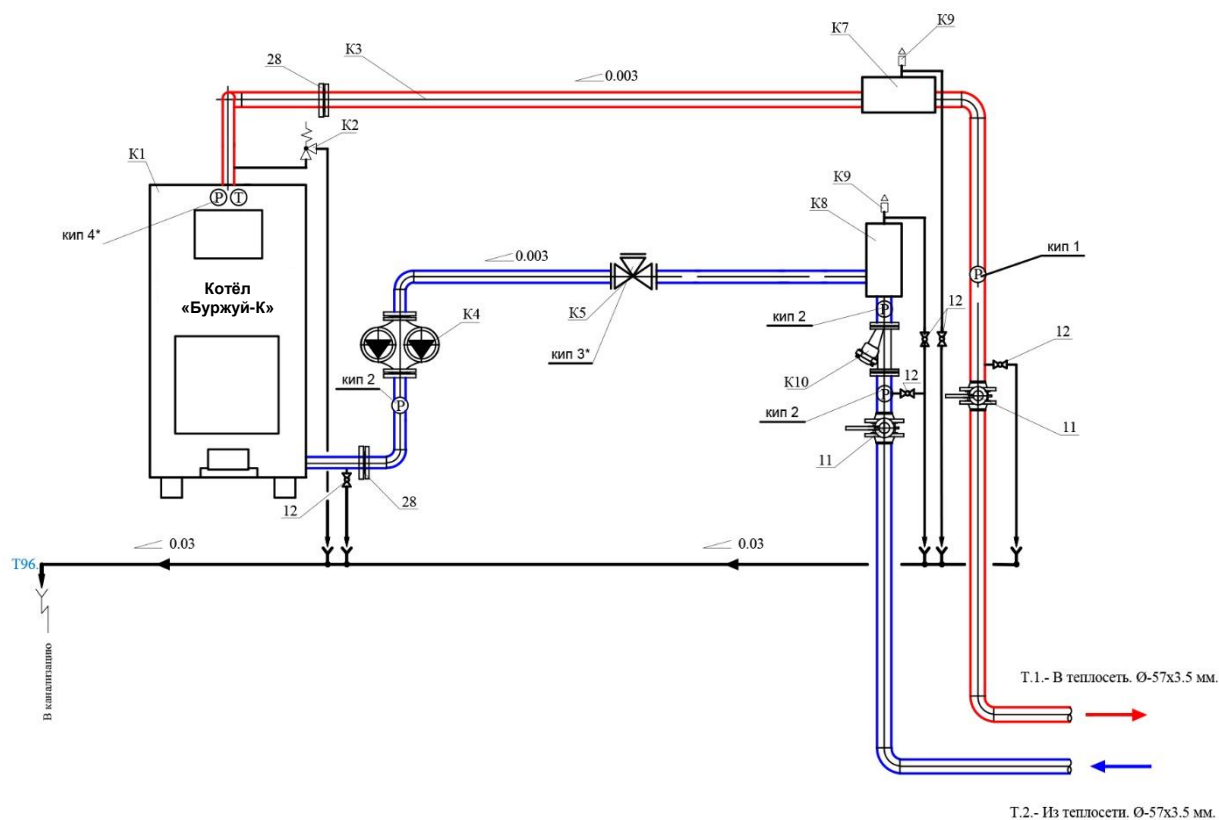 К9
К7
28
К3
0.003
К2
К1
К9
К8
P
T
кип 4*
0.003
P
кип 1
Котёл
«Буржуй-К»
К5
К4
P
кип 2
12
12
кип 3*
К10
12
кип 2
P
P
кип 2
11
11
12
28
0.03
0.03
Т96.
В канализацию
Т.1.- В теплосеть. Ø-57х3.5 мм.
Т.2.- Из теплосети. Ø-57х3.5 мм.